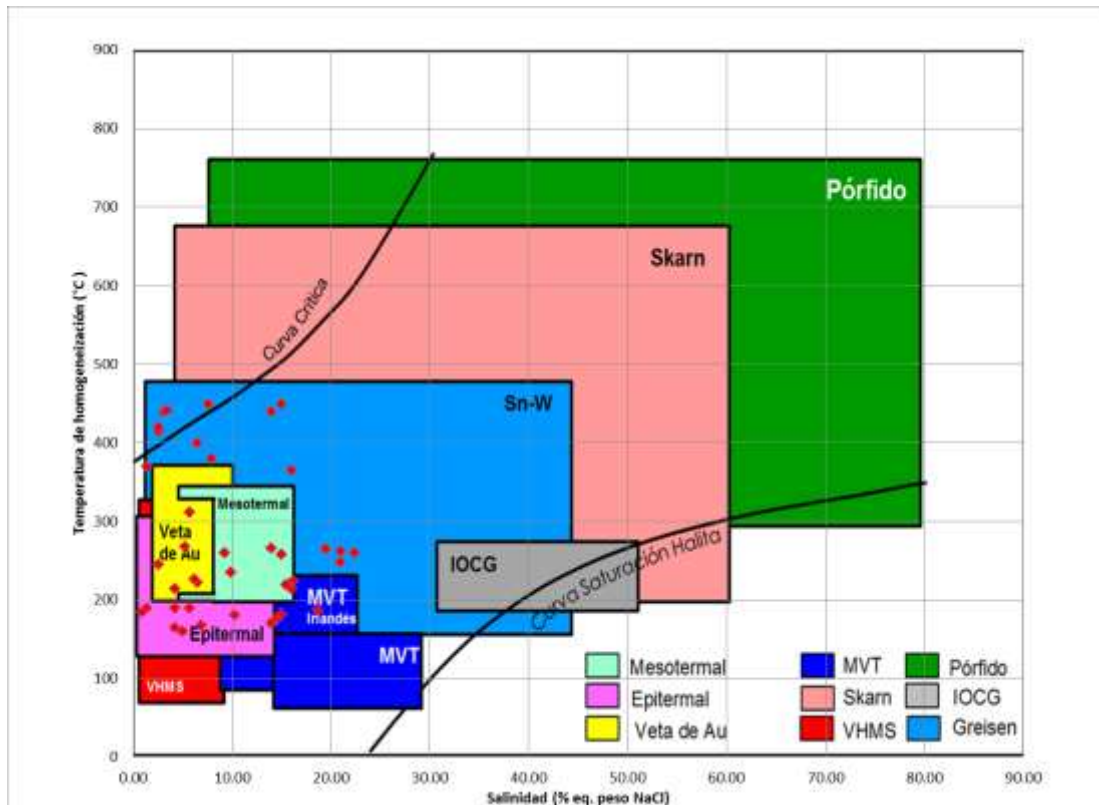 900
800
700
600
500
400
300
200
100
0
Temperatura de homogeneización (°C)
Pórfido
Skarn
Curva Crítica
Sn-W
Mesotermal
Veta
de Au
IOCG
Curva Saturación Halita
MVT
Irlandés
Epitermal
MVT
VHMS
Mesotermal
MVT
Pórfido
Epitermal
Skarn
IOCG
Veta de Au
VHMS
Greisen
0.00 10.00 20.00 30.00 40.00 50.00 60.00 70.00 80.00 90.00
Salinidad (% eq. peso NaCl)